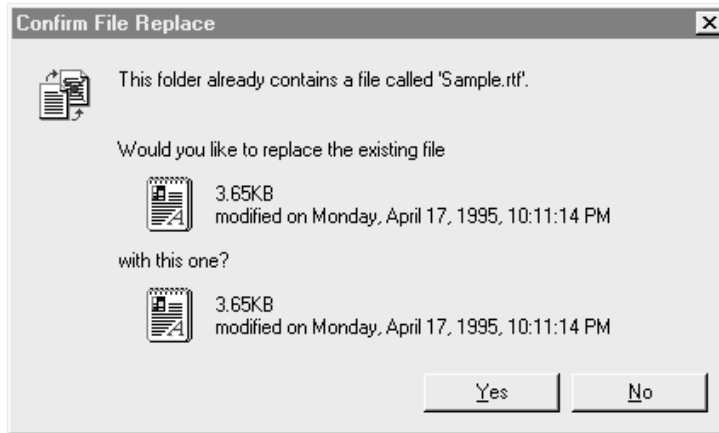 Confirm File Replace
This folder already contains a file called 'Sample.rtf'.
Would you like to replace the existing file
3.65KB
modified on Monday, April 17, 1995, 10:11:14 PM
with this one?
3.65KB
modified on Monday, April 17, 1995, 10:11:14 PM
Yes No